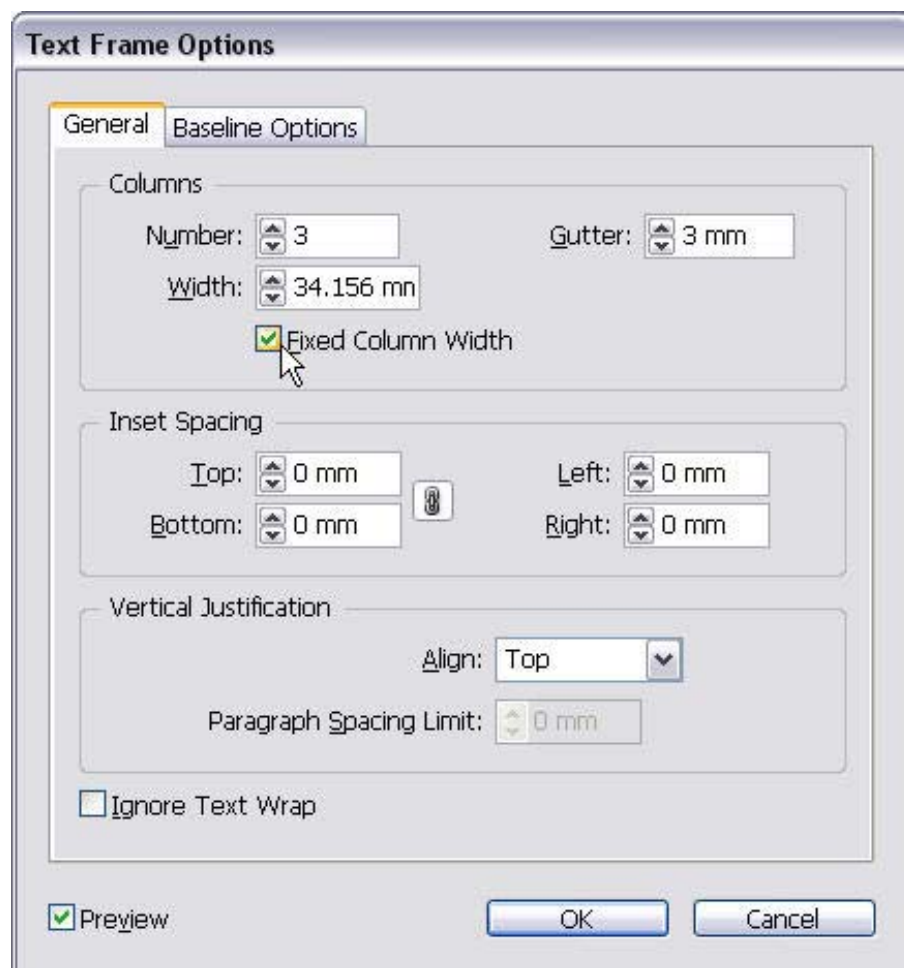 Text Frame Options
General Baseline Options
Columns
Number: 3 Gutter: 3 mm
Width: 34.156 mn
Fixed Column Width
Inset Spacing
Top: 0 mm Left: 0 mm
Bottom: 0 mm Right: 0 mm
Vertical Justification
Align: Top
Paragraph Spacing Limit: 0 mm
Ignore Text Wrap
Preview OK Cancel